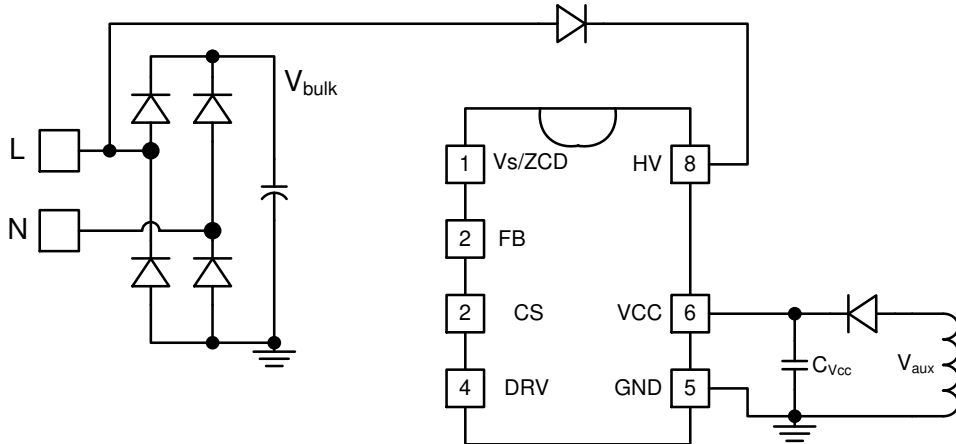 V_bulk
L
1 Vs/ZCD HV 8
N
2 FB
2 CS VCC 6
C_Vcc V_aux
4 DRV GND 5